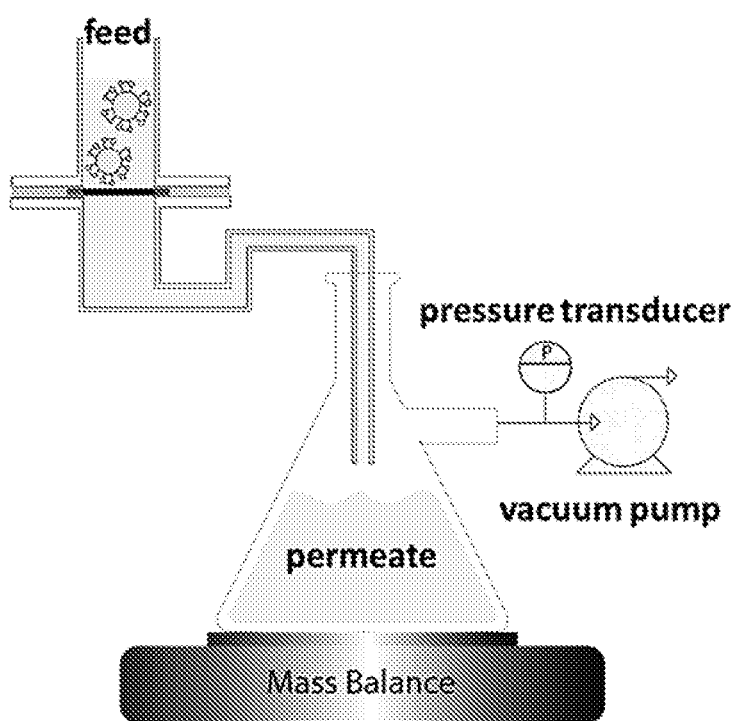 feed
pressure transducer
P
vacuum pump
permeate
Mass Balance